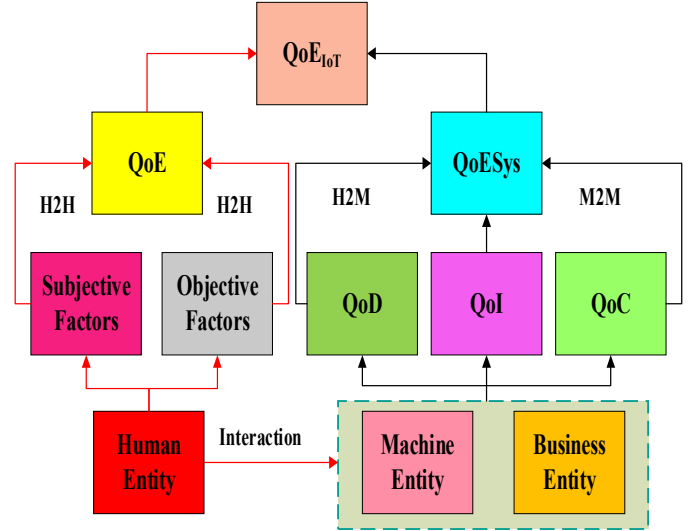 QoEIoT
QoE
QoESys
H2H
H2H
H2M
M2M
Subjective
Factors
Objective
Factors
QoD
QoI
QoC
Human
Entity
Interaction
Machine
Entity
Business
Entity